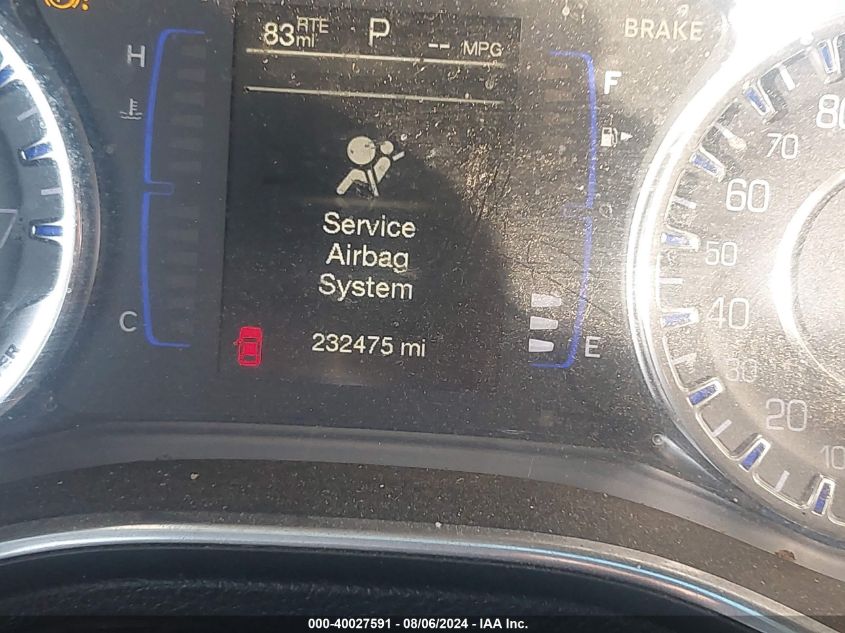 83 RTE mi P -- MPG
BRAKE
H
F
Service
Airbag
System
C
E
232475 mi
80
70
60
50
40
30
20
10
000-40027591 - 08/06/2024 - IAA Inc.